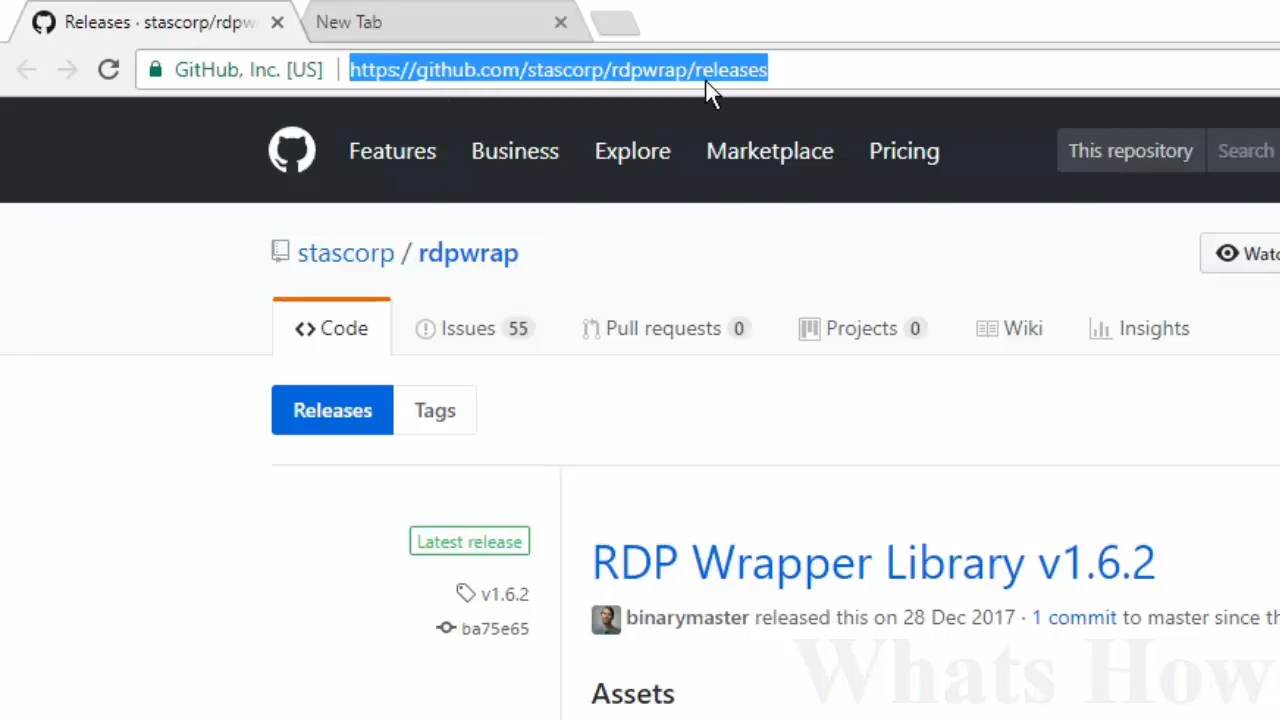 Releases · stascorp/rdpw
New Tab
GitHub, Inc. [US] https://github.com/stascorp/rdpwrap/releases
Features Business Explore Marketplace Pricing This repository Search
stascorp / rdpwrap
Watc
Code Issues 55 Pull requests 0 Projects 0 Wiki Insights
Releases Tags
Latest release
v1.6.2
ba75e65
RDP Wrapper Library v1.6.2
binarymaster released this on 28 Dec 2017 · 1 commit to master since th
Assets
Whats How